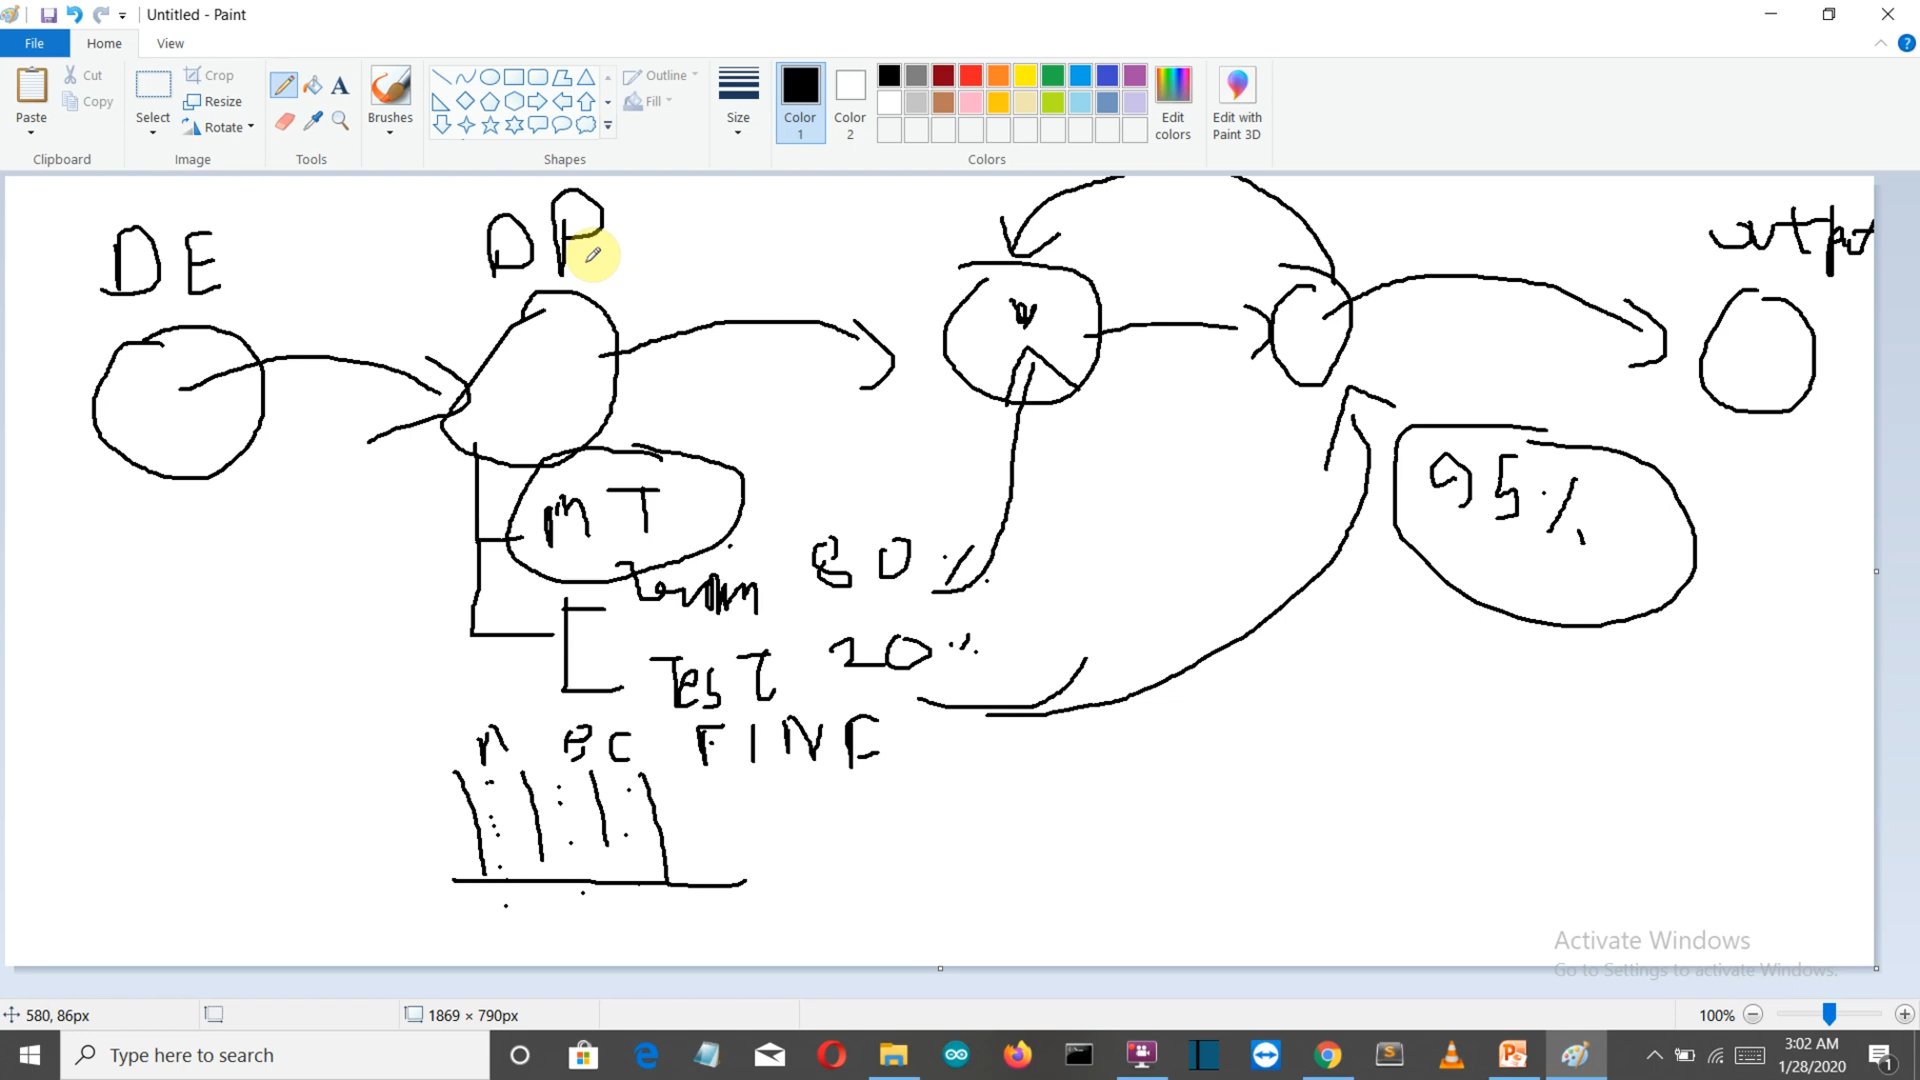 Untitled - Paint
File Home View
Cut
Copy
Paste
Clipboard
Select
Crop
Resize
Rotate
Image
Tools
Brushes
Shapes
Outline
Fill
Size
Color 1
Color 2
Colors
Edit colors
Edit with Paint 3D
DE
DP
output
W
MT
95%
80%
Test 20%
A B C F I N E
Activate Windows
Go to Settings to activate Windows.
580, 86px
1869 × 790px
100%
Type here to search
3:02 AM
1/28/2020
1